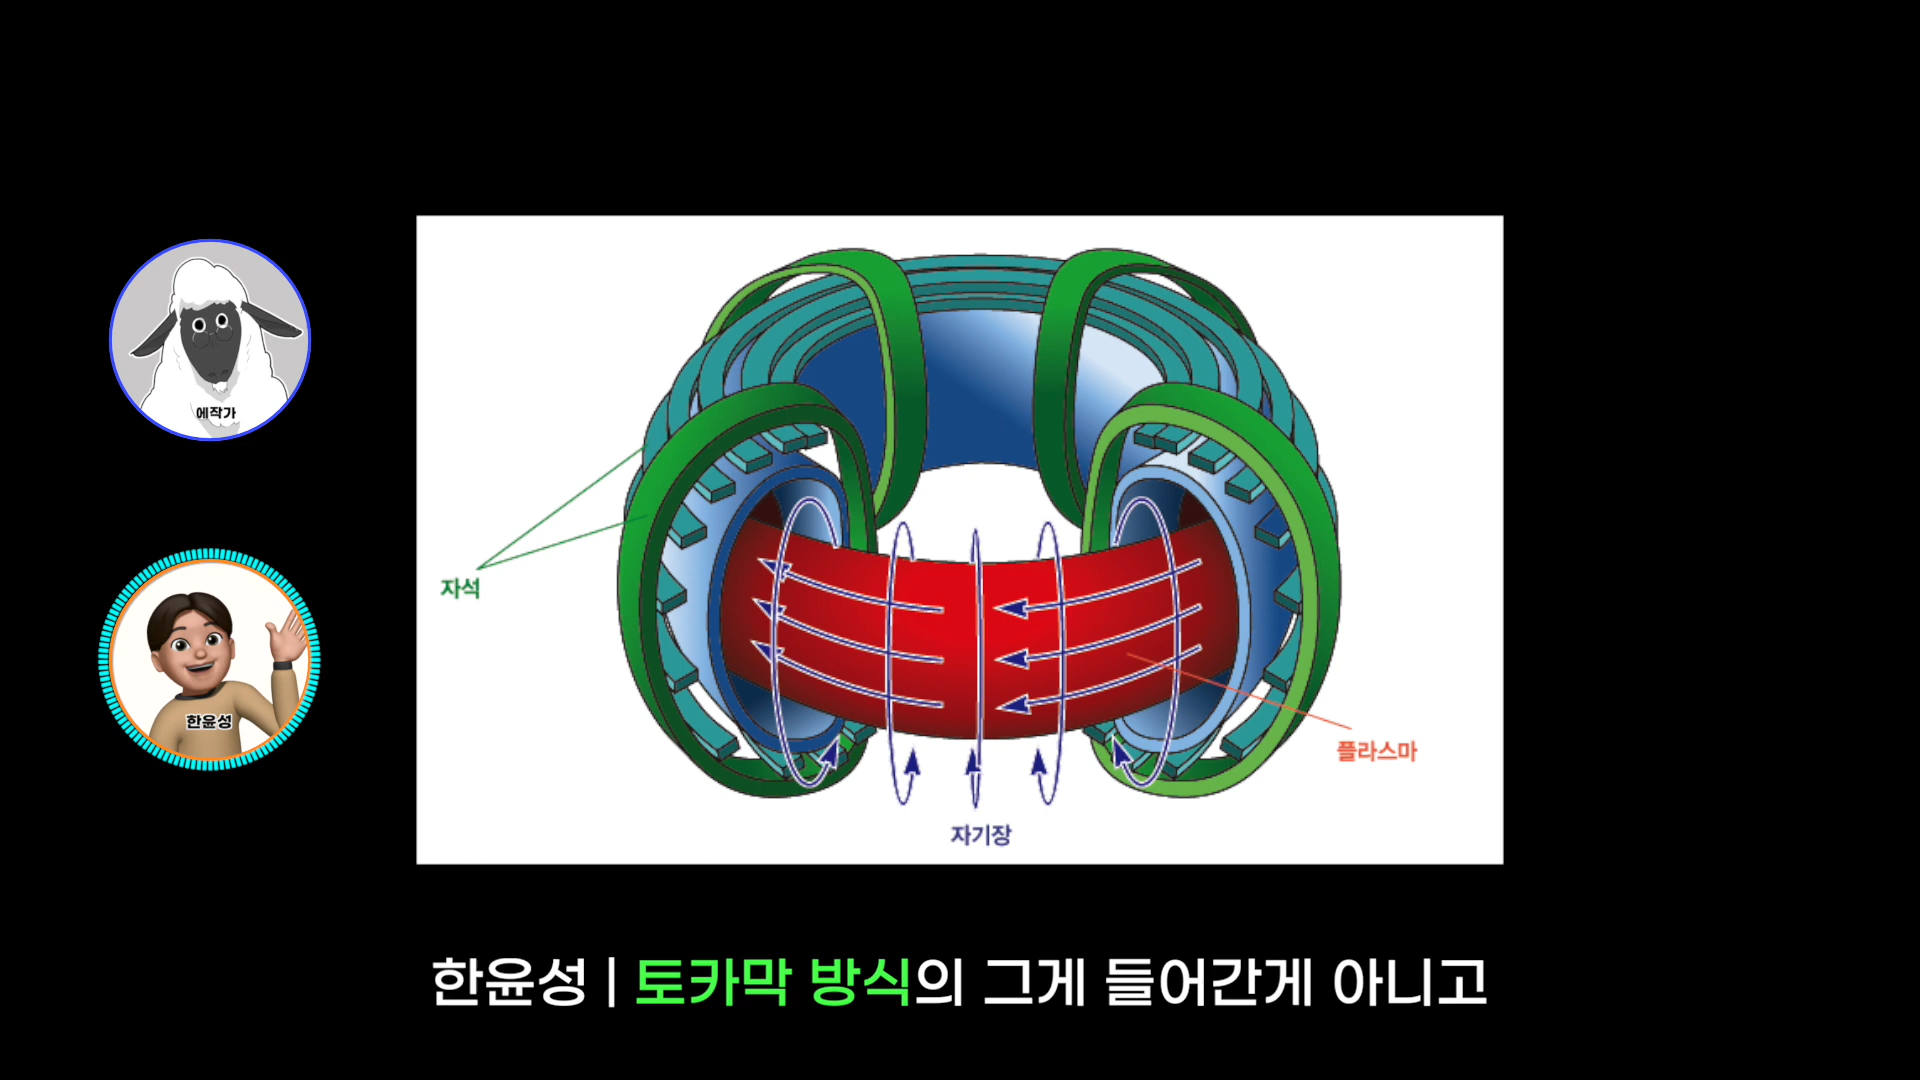 에작가
한윤성
자석
플라스마
자기장
한윤성 | 토카막 방식의 그게 들어간게 아니고